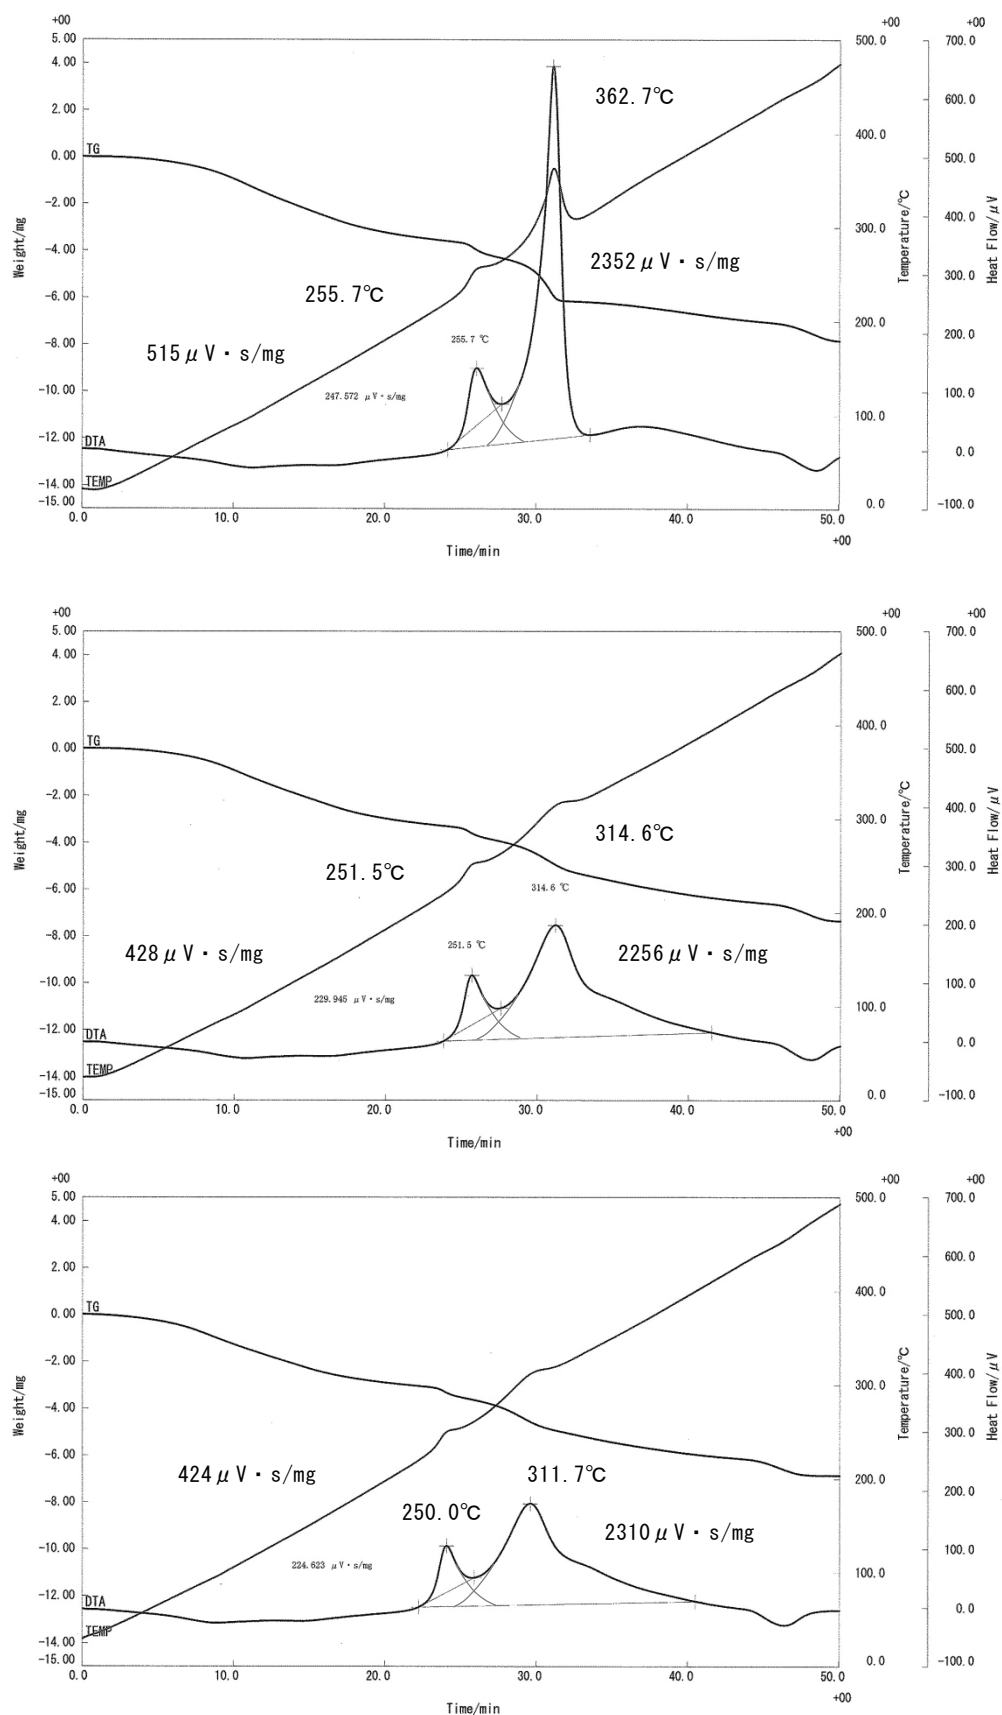 +00 +00 +00
5.00 500.0 700.0
4.00
362.7℃ 600.0
2.00 400.0
TG
0.00 500.0
-2.00 400.0
Weight/mg Temperature/℃ Heat Flow/μV
300.0
-4.00 2352μV・s/mg
300.0
255.7℃
-6.00
200.0 200.0
255.7 ℃
515μV・s/mg
-8.00
247.572 μV・s/mg
-10.00 100.0
100.0
-12.00 DTA 0.0
-14.00 TEMP
-15.00 0.0 -100.0
0.0 10.0 20.0 30.0 40.0 50.0
+00
Time/min
+00 +00 +00
5.00 500.0 700.0
4.00
600.0
2.00 400.0
TG
0.00 500.0
-2.00 400.0
Weight/mg Temperature/℃ Heat Flow/μV
300.0
314.6℃
-4.00
251.5℃ 300.0
314.6 ℃
-6.00
200.0 200.0
-8.00
251.5 ℃
428μV・s/mg 2256μV・s/mg
-10.00
229.945 μV・s/mg 100.0
100.0
-12.00 DTA 0.0
-14.00 TEMP
-15.00 0.0 -100.0
0.0 10.0 20.0 30.0 40.0 50.0
+00
Time/min
+00 +00 +00
5.00 500.0 700.0
4.00
600.0
2.00 400.0
TG
0.00 500.0
-2.00 400.0
Weight/mg Temperature/℃ Heat Flow/μV
300.0
-4.00
300.0
-6.00
424μV・s/mg 311.7℃
200.0 200.0
-8.00
250.0℃
2310μV・s/mg
-10.00
224.623 μV・s/mg 100.0
100.0
-12.00 DTA 0.0
TEMP
-14.00
-15.00 0.0 -100.0
0.0 10.0 20.0 30.0 40.0 50.0
+00
Time/min